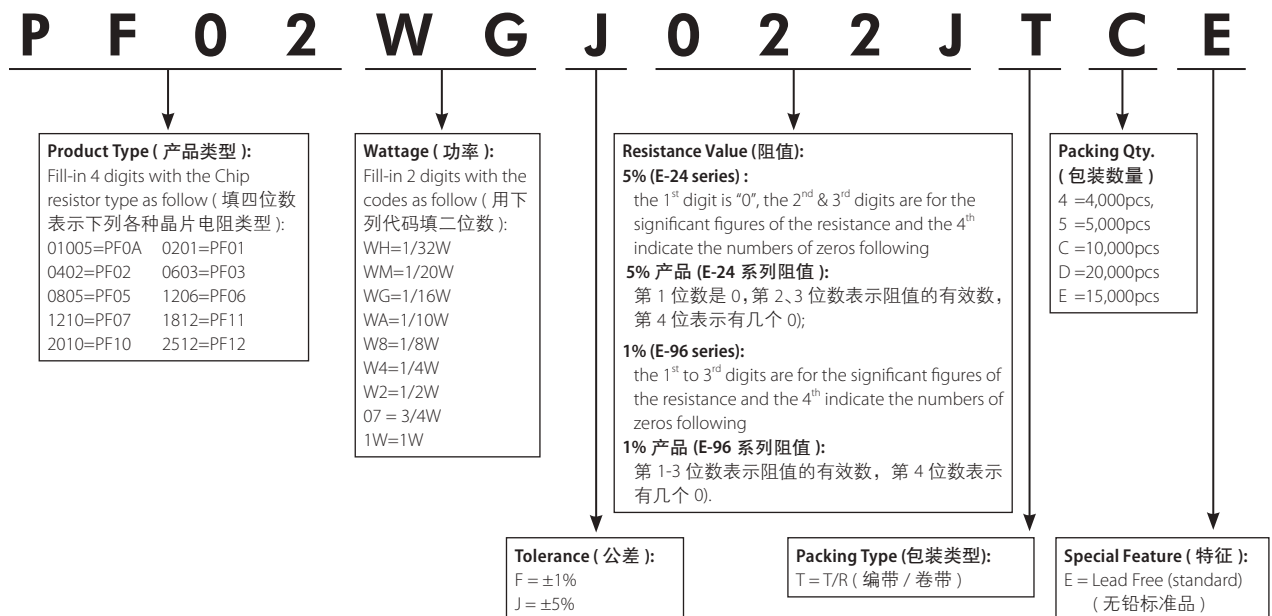 P F 0 2 W G J 0 2 2 J T C E
Product Type ( 产品类型 ):
Fill-in 4 digits with the Chip
resistor type as follow ( 填四位数
表示下列各种晶片电阻类型 ):
01005=PF0A 0201=PF01
0402=PF02 0603=PF03
0805=PF05 1206=PF06
1210=PF07 1812=PF11
2010=PF10 2512=PF12
Wattage ( 功率 ):
Fill-in 2 digits with the
codes as follow ( 用下
列代码填二位数 ):
WH=1/32W
WM=1/20W
WG=1/16W
WA=1/10W
W8=1/8W
W4=1/4W
W2=1/2W
07 = 3/4W
1W=1W
Resistance Value (阻值):
5% (E-24 series) :
the 1st digit is "0", the 2nd & 3rd digits are for the
significant figures of the resistance and the 4th
indicate the numbers of zeros following
5% 产品 (E-24 系列阻值 ):
第 1 位数是 0，第 2、3 位数表示阻值的有效数，
第 4 位表示有几个 0);
1% (E-96 series):
the 1st to 3rd digits are for the significant figures of
the resistance and the 4th indicate the numbers of
zeros following
1% 产品 (E-96 系列阻值 ):
第 1-3 位数表示阻值的有效数，第 4 位数表示
有几个 0).
Packing Qty.
( 包装数量 )
4 =4,000pcs,
5 =5,000pcs
C =10,000pcs
D =20,000pcs
E =15,000pcs
Tolerance ( 公差 ):
F = ±1%
J = ±5%
Packing Type (包装类型):
T = T/R ( 编带 / 卷带 )
Special Feature ( 特征 ):
E = Lead Free (standard)
( 无铅标准品 )